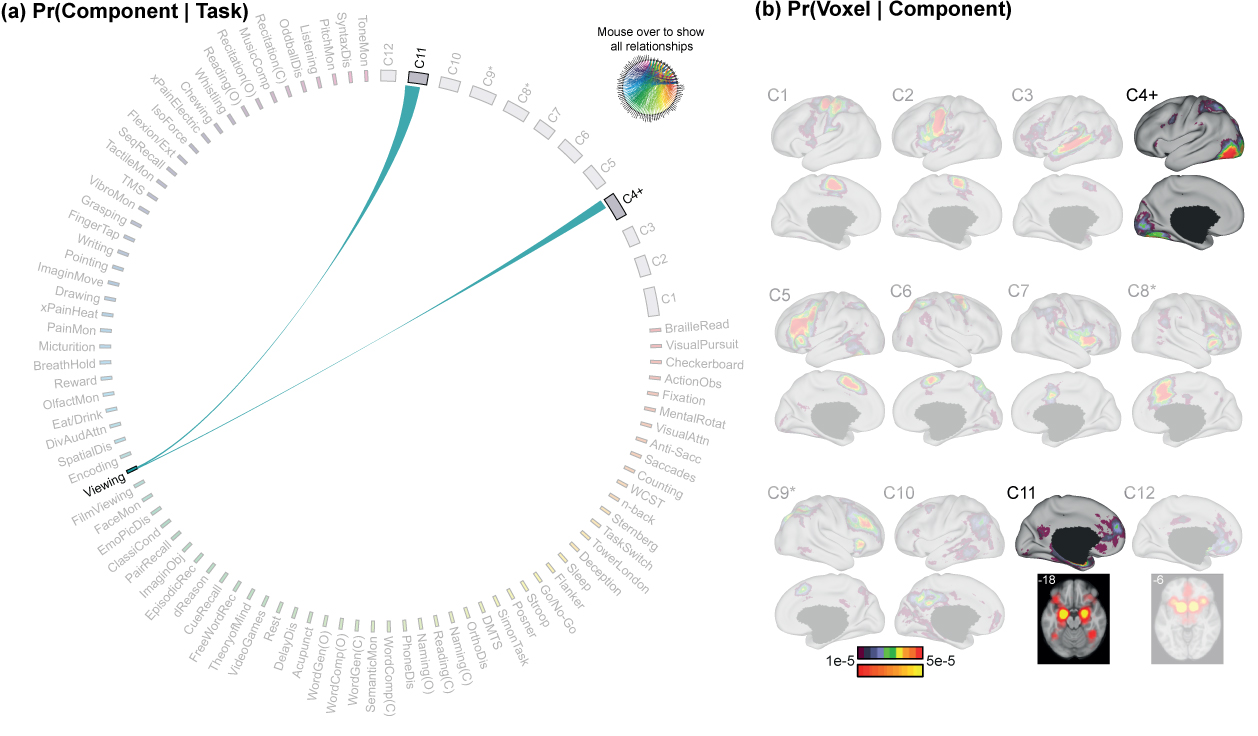 (a) Pr(Component | Task)
Mouse over to show
all relationships
ToneMon
SyntaxDis
PitchMon
Listening
OddballDis
Recitation(C)
MusicComp
Recitation(O)
Reading(O)
Whistling
Chewing
xPainElectric
IsoForce
Flexion/Ext
SeqRecall
TactileMon
TMS
VibroMon
Grasping
FingerTap
Writing
Pointing
ImaginMove
Drawing
xPainHeat
PainMon
Micturition
BreathHold
Reward
OlfactMon
Eat/Drink
DivAudAttn
SpatialDis
Encoding
Viewing
FilmViewing
FaceMon
EmoPicDis
ClassiCond
PairRecall
ImaginObj
EpisodicRec
dReason
CueRecall
FreeWordRec
TheoryofMind
VideoGames
Rest
DelayDis
Acupunct
WordGen(O)
WordComp(O)
WordGen(C)
SemanticMon
WordComp(C)
PhoneDis
Naming(O)
Reading(C)
Naming(C)
OrthoDis
DMTS
SimonTask
Posner
Stroop
Go/No-Go
Flanker
Sleep
Deception
TowerLondon
TaskSwitch
Sternberg
n-back
WCST
Counting
Saccades
Anti-Sacc
VisualAttn
MentalRotat
Fixation
ActionObs
Checkerboard
VisualPursuit
BrailleRead
C1
C2
C3
C4+
C5
C6
C7
C8*
C9*
C10
C11
C12
(b) Pr(Voxel | Component)
C1
C2
C3
C4+
C5
C6
C7
C8*
C9*
C10
C11
C12
-18
-6
1e-5
5e-5